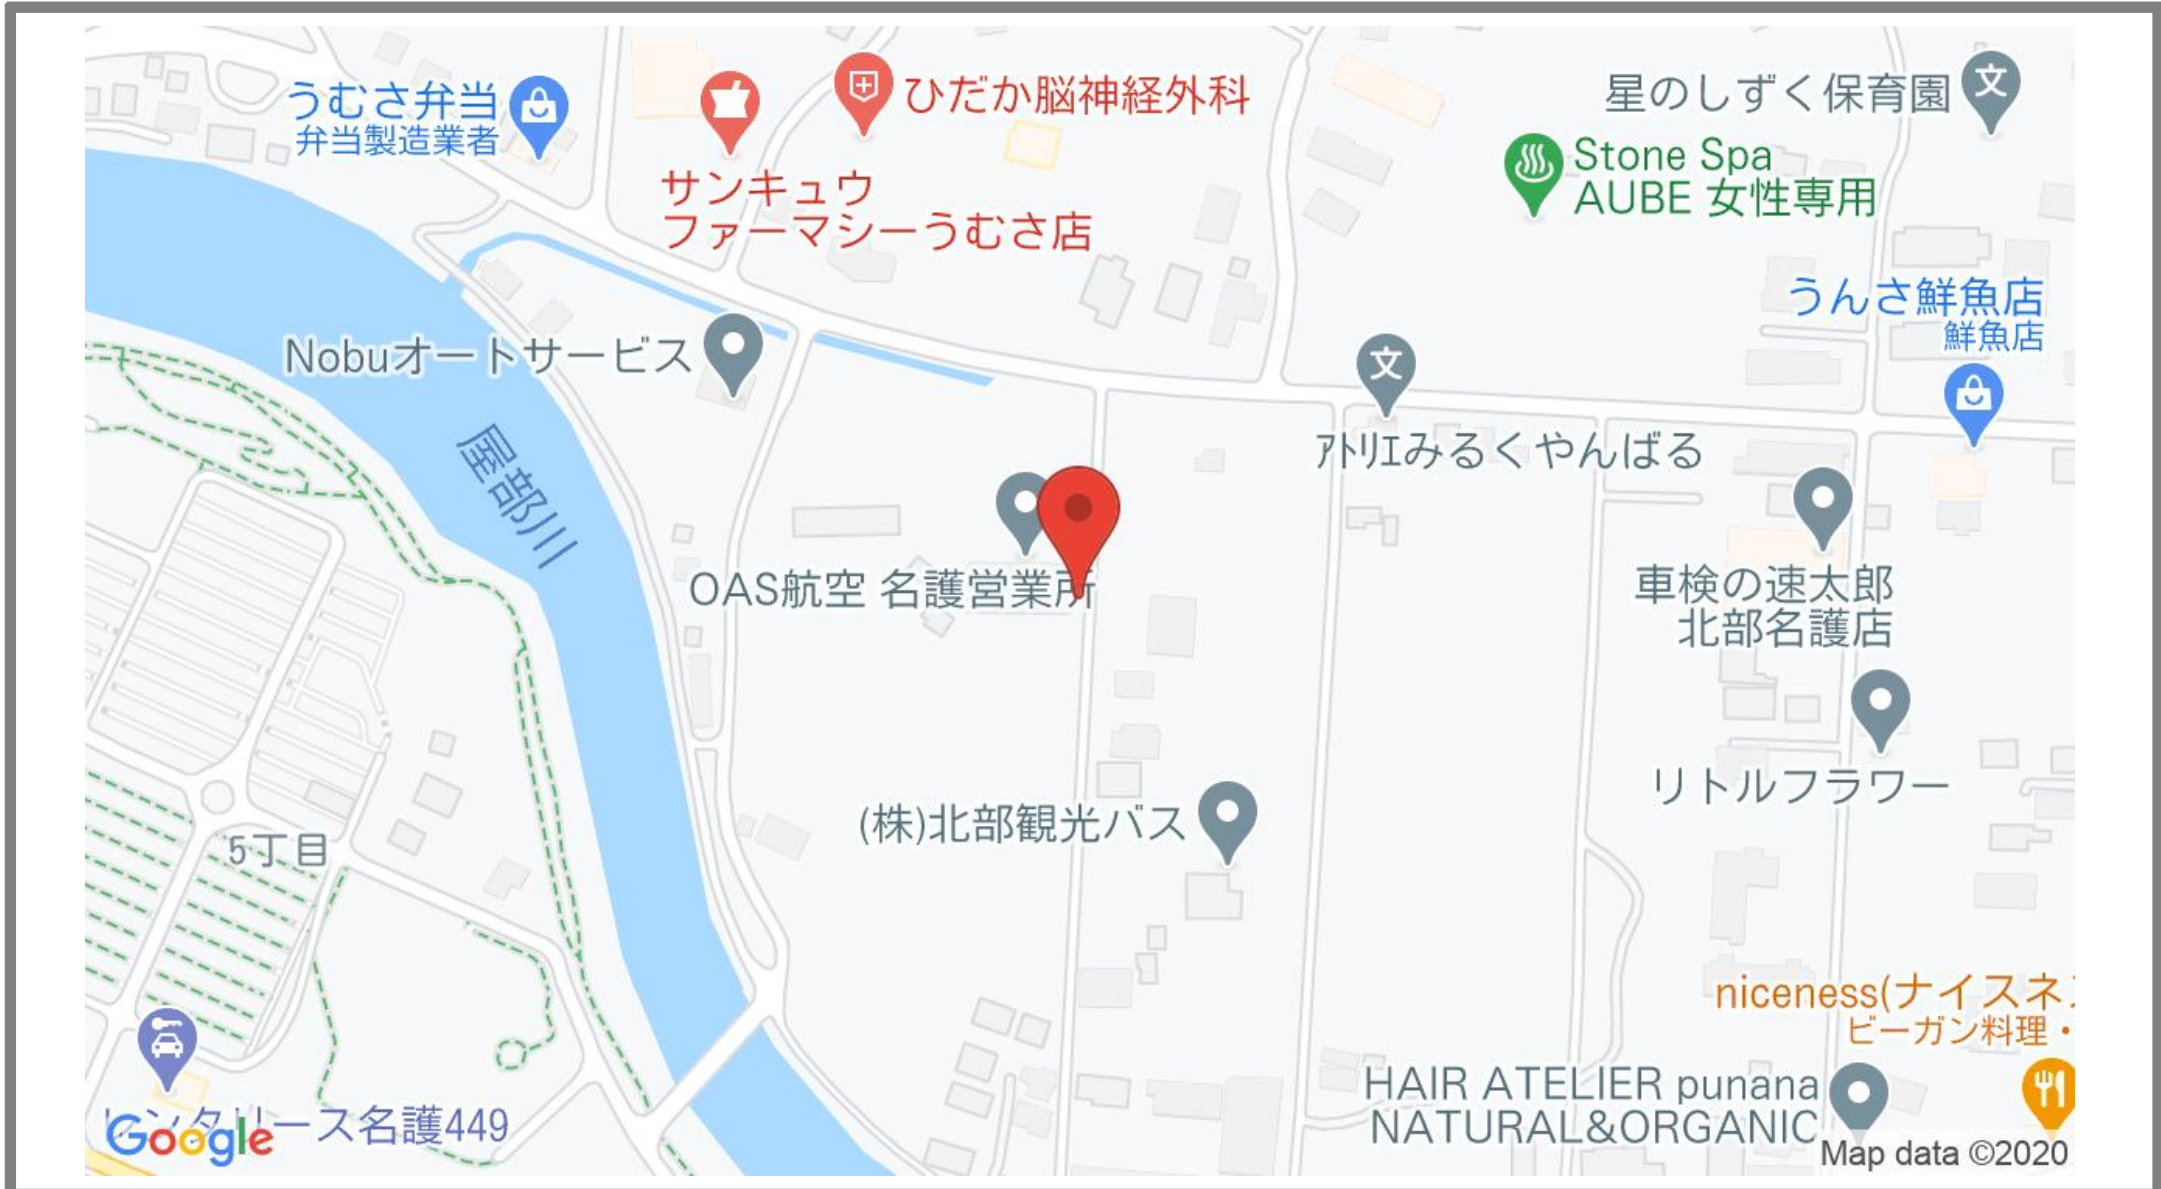 うむさ弁当
弁当製造業者
ひだか脳神経外科
サンキュウ
ファーマシーうむさ店
星のしずく保育園
Stone Spa
AUBE 女性専用
うんさ鮮魚店
鮮魚店
Nobuオートサービス
屋部川
アトリエみるくやんばる
OAS航空 名護営業所
車検の速太郎
北部名護店
リトルフラワー
(株)北部観光バス
5丁目
niceness(ナイスネ
ビーガン料理・
HAIR ATELIER punana
NATURAL&ORGANIC
ース名護449
Google
Map data ©2020